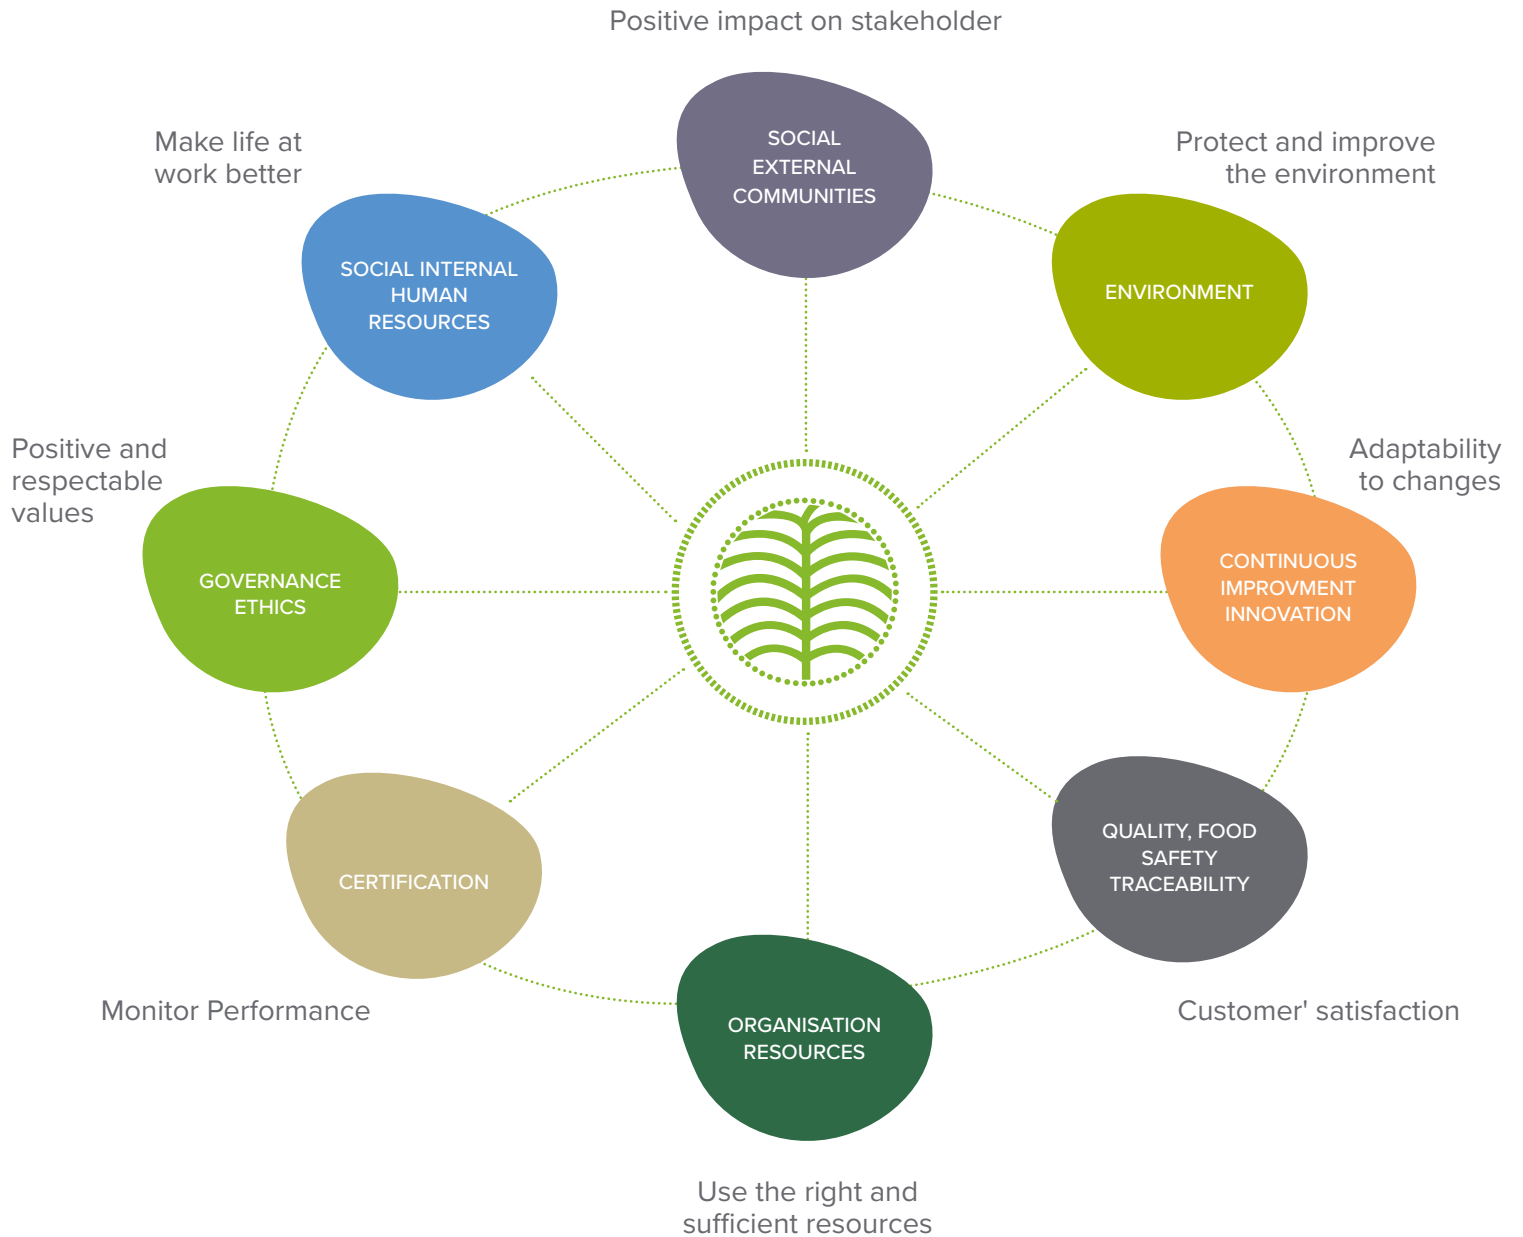 Positive impact on stakeholder
SOCIAL
EXTERNAL
COMMUNITIES
Make life at
work better
SOCIAL INTERNAL
HUMAN
RESOURCES
Protect and improve
the environment
ENVIRONMENT
Positive and
respectable
values
GOVERNANCE
ETHICS
Adaptability
to changes
CONTINUOUS
IMPROVMENT
INNOVATION
CERTIFICATION
Monitor Performance
QUALITY, FOOD
SAFETY
TRACEABILITY
Customer' satisfaction
ORGANISATION
RESOURCES
Use the right and
sufficient resources